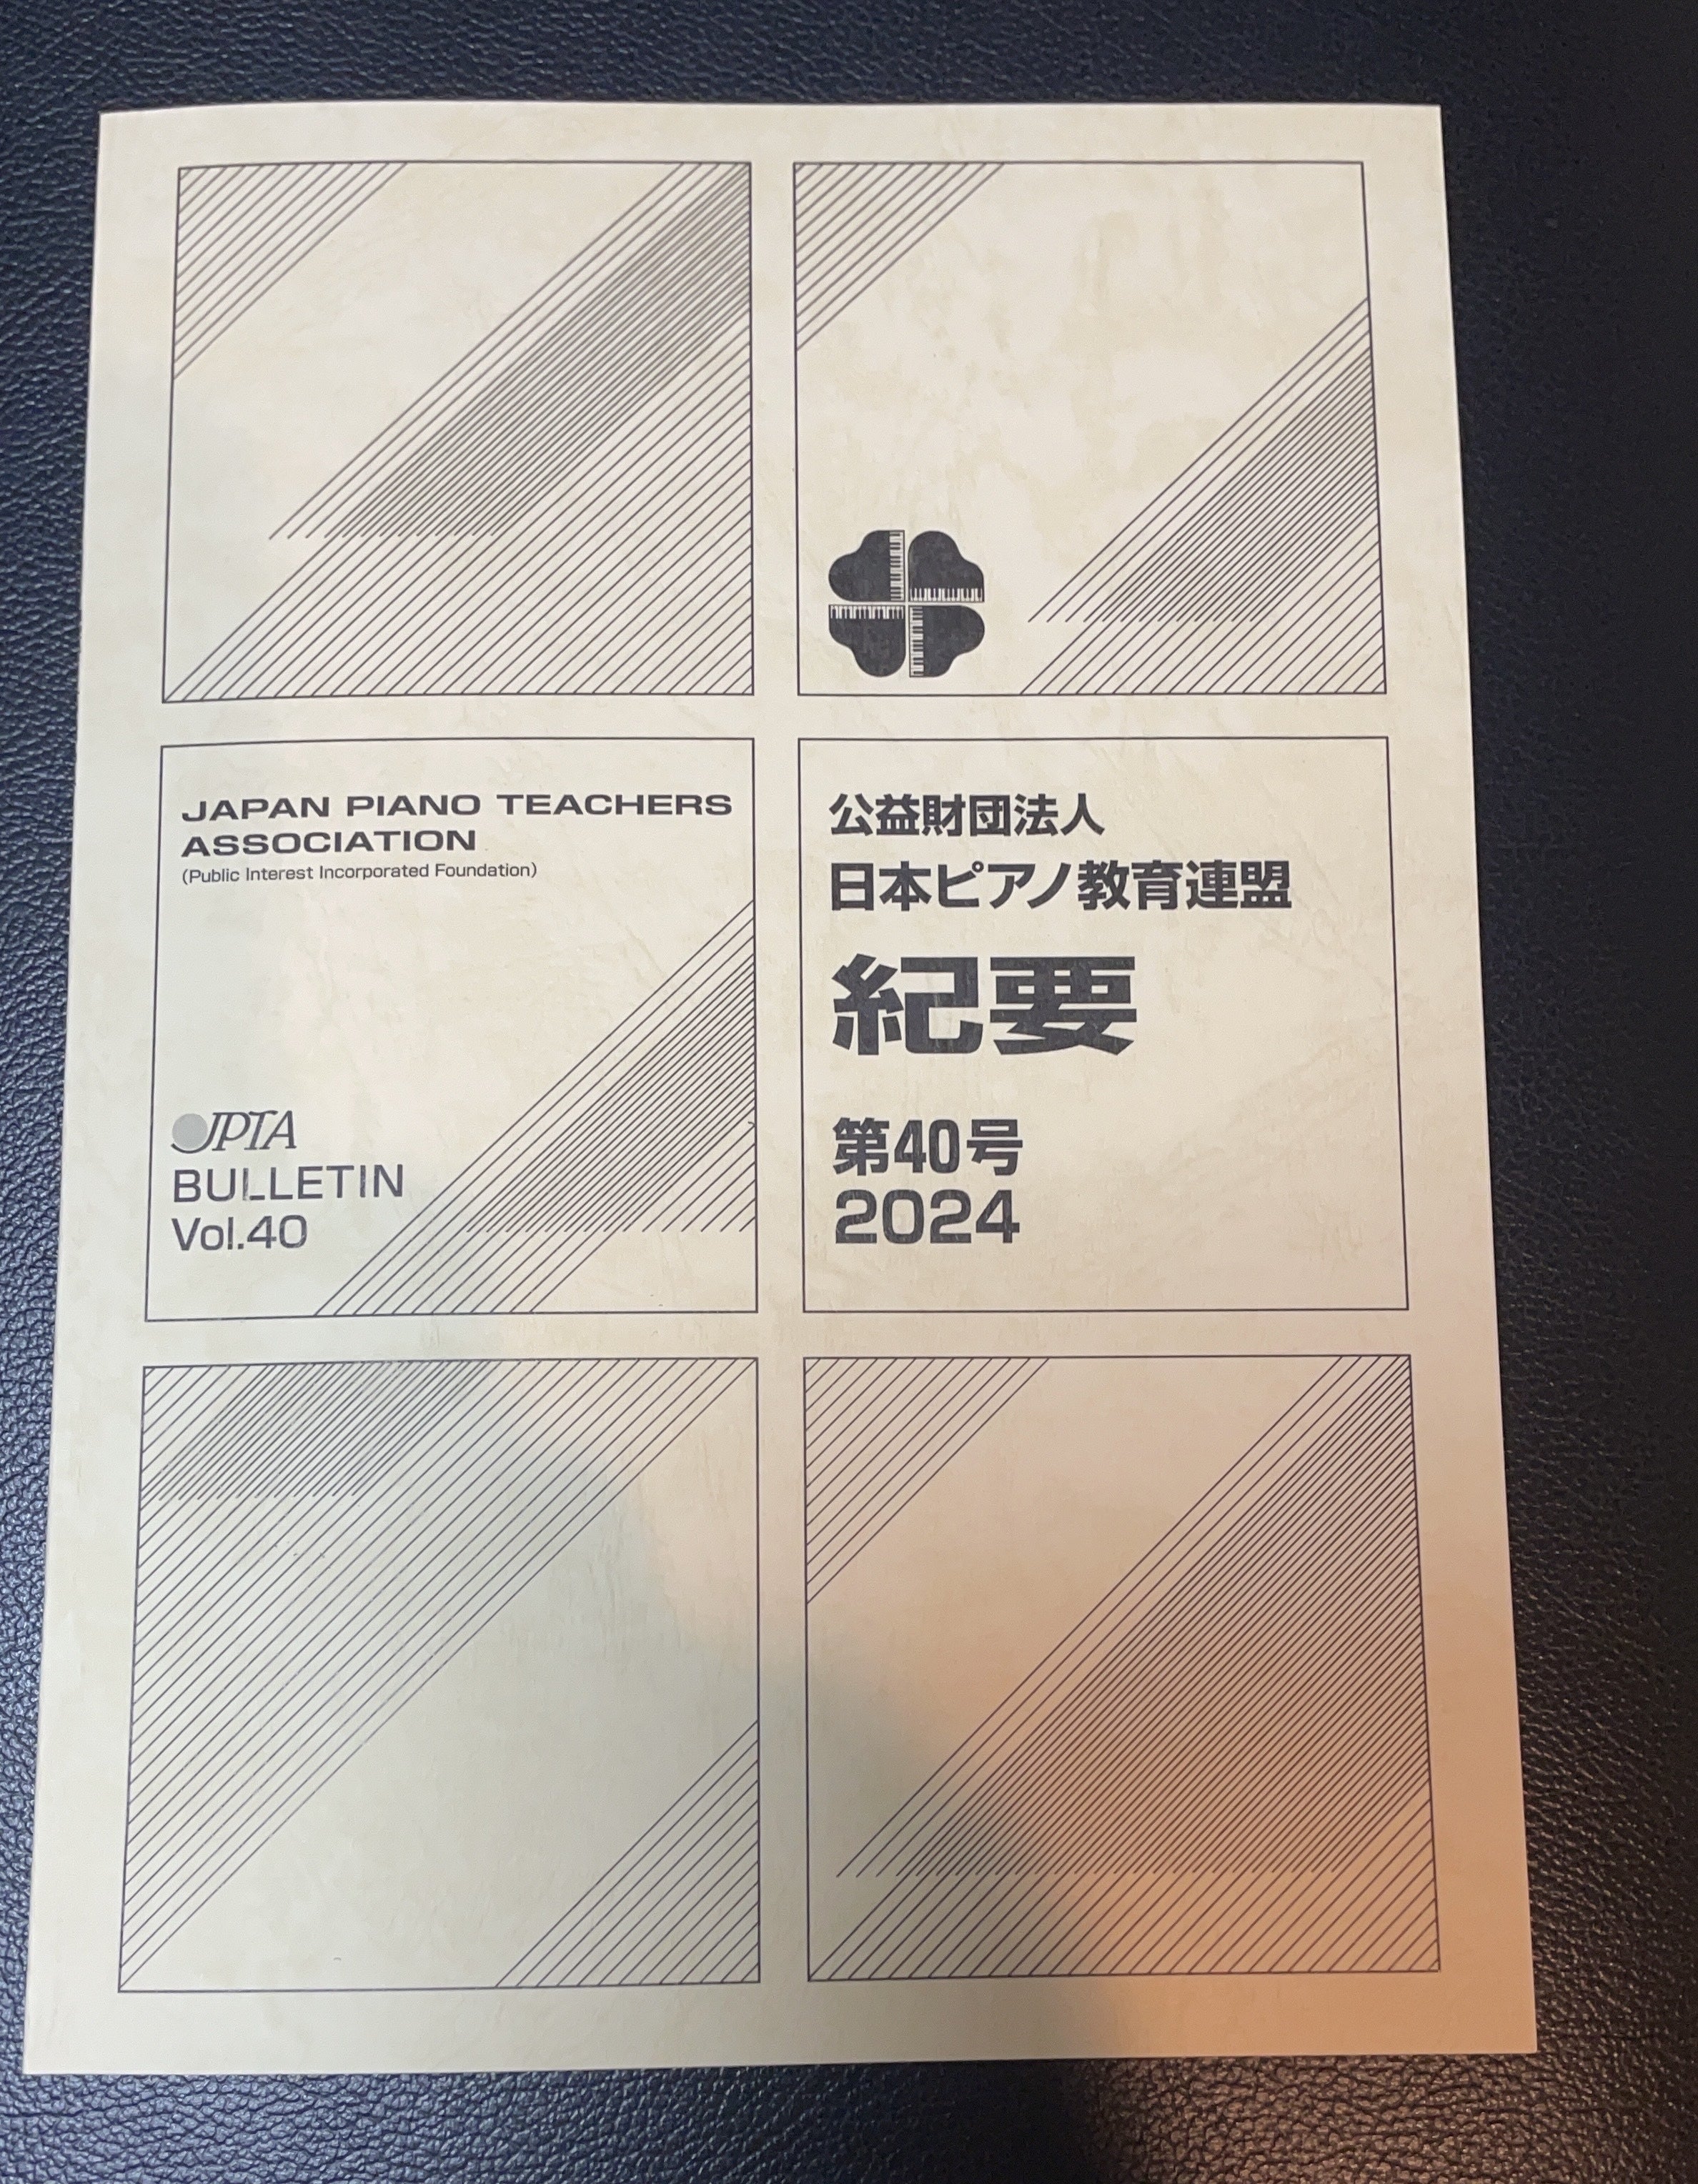 JAPAN PIANO TEACHERS
ASSOCIATION
(Public Interest Incorporated Foundation)
JPTA
BULLETIN
Vol.40
公益財団法人
日本ピアノ教育連盟
紀要
第40号
2024